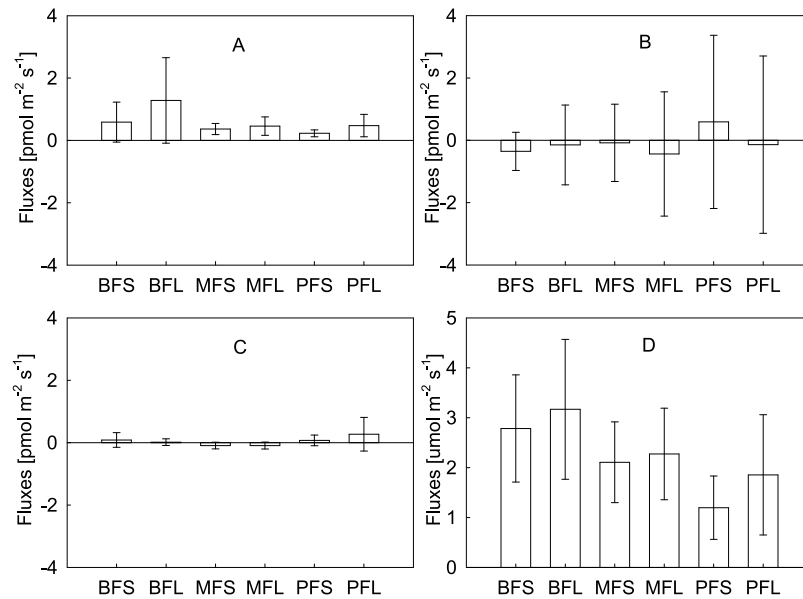 A
Fluxes [pmol m⁻² s⁻¹]
4
2
0
-2
-4
BFS BFL MFS MFL PFS PFL
B
Fluxes [pmol m⁻² s⁻¹]
4
2
0
-2
-4
BFS BFL MFS MFL PFS PFL
C
Fluxes [pmol m⁻² s⁻¹]
4
2
0
-2
-4
BFS BFL MFS MFL PFS PFL
D
Fluxes [umol m⁻² s⁻¹]
5
4
3
2
1
0
BFS BFL MFS MFL PFS PFL